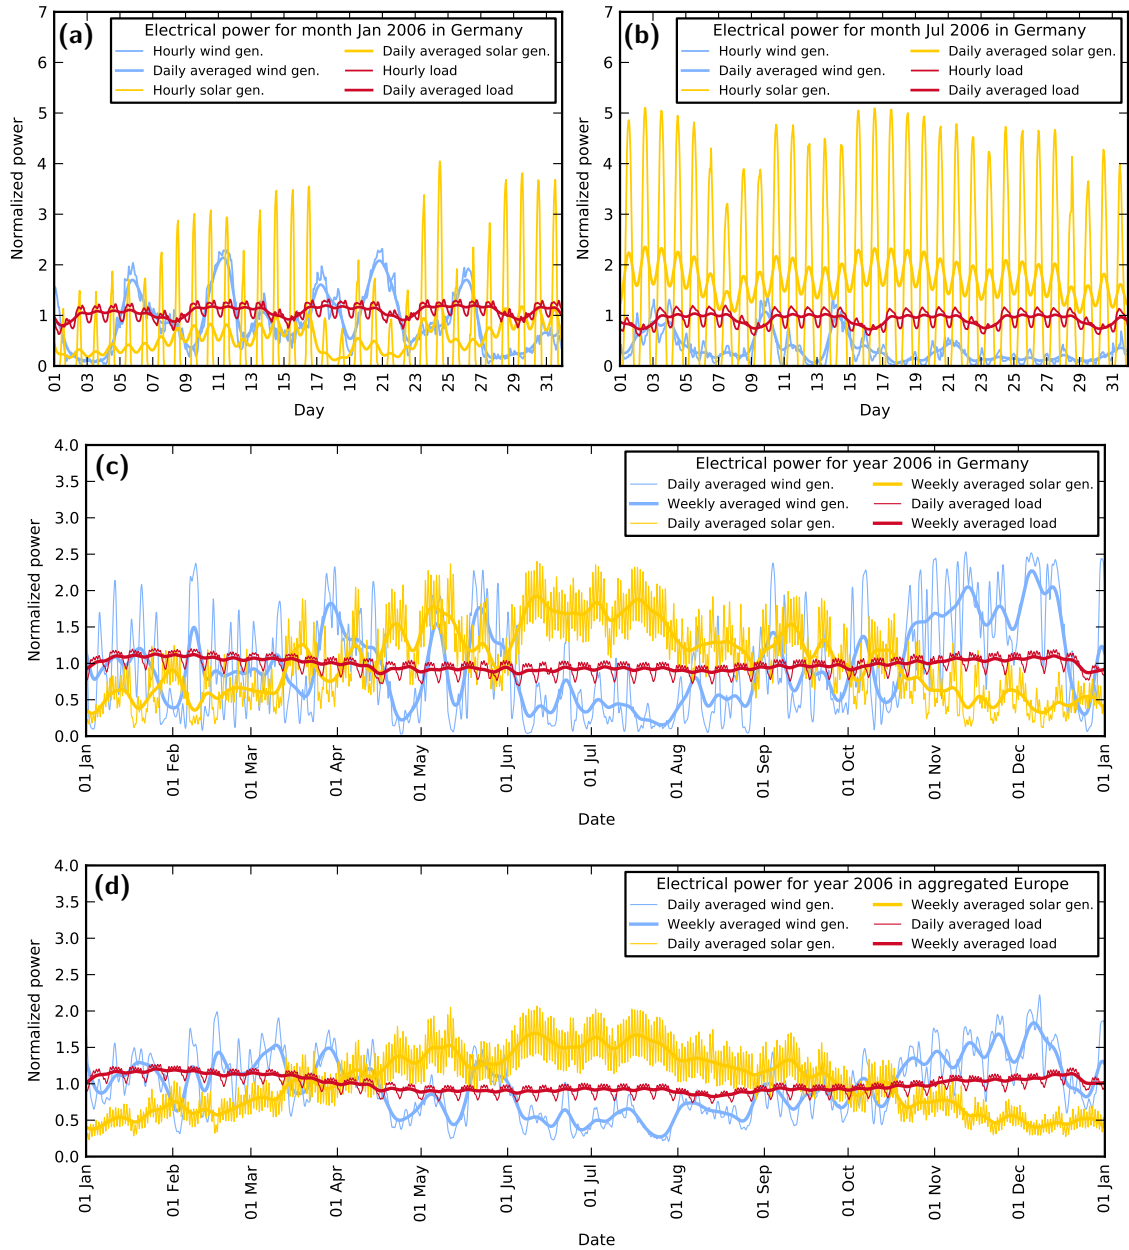 (a)
Electrical power for month Jan 2006 in Germany
Hourly wind gen.
Daily averaged wind gen.
Hourly solar gen.
Daily averaged solar gen.
Hourly load
Daily averaged load
Normalized power
7
6
5
4
3
2
1
0
01 03 05 07 09 11 13 15 17 19 21 23 25 27 29 31
Day
(b)
Electrical power for month Jul 2006 in Germany
Hourly wind gen.
Daily averaged wind gen.
Hourly solar gen.
Daily averaged solar gen.
Hourly load
Daily averaged load
Normalized power
7
6
5
4
3
2
1
0
01 03 05 07 09 11 13 15 17 19 21 23 25 27 29 31
Day
(c)
Electrical power for year 2006 in Germany
Daily averaged wind gen.
Weekly averaged wind gen.
Daily averaged solar gen.
Weekly averaged solar gen.
Daily averaged load
Weekly averaged load
Normalized power
4.0
3.5
3.0
2.5
2.0
1.5
1.0
0.5
0.0
01 Jan 01 Feb 01 Mar 01 Apr 01 May 01 Jun 01 Jul 01 Aug 01 Sep 01 Oct 01 Nov 01 Dec 01 Jan
Date
(d)
Electrical power for year 2006 in aggregated Europe
Daily averaged wind gen.
Weekly averaged wind gen.
Daily averaged solar gen.
Weekly averaged solar gen.
Daily averaged load
Weekly averaged load
Normalized power
4.0
3.5
3.0
2.5
2.0
1.5
1.0
0.5
0.0
01 Jan 01 Feb 01 Mar 01 Apr 01 May 01 Jun 01 Jul 01 Aug 01 Sep 01 Oct 01 Nov 01 Dec 01 Jan
Date